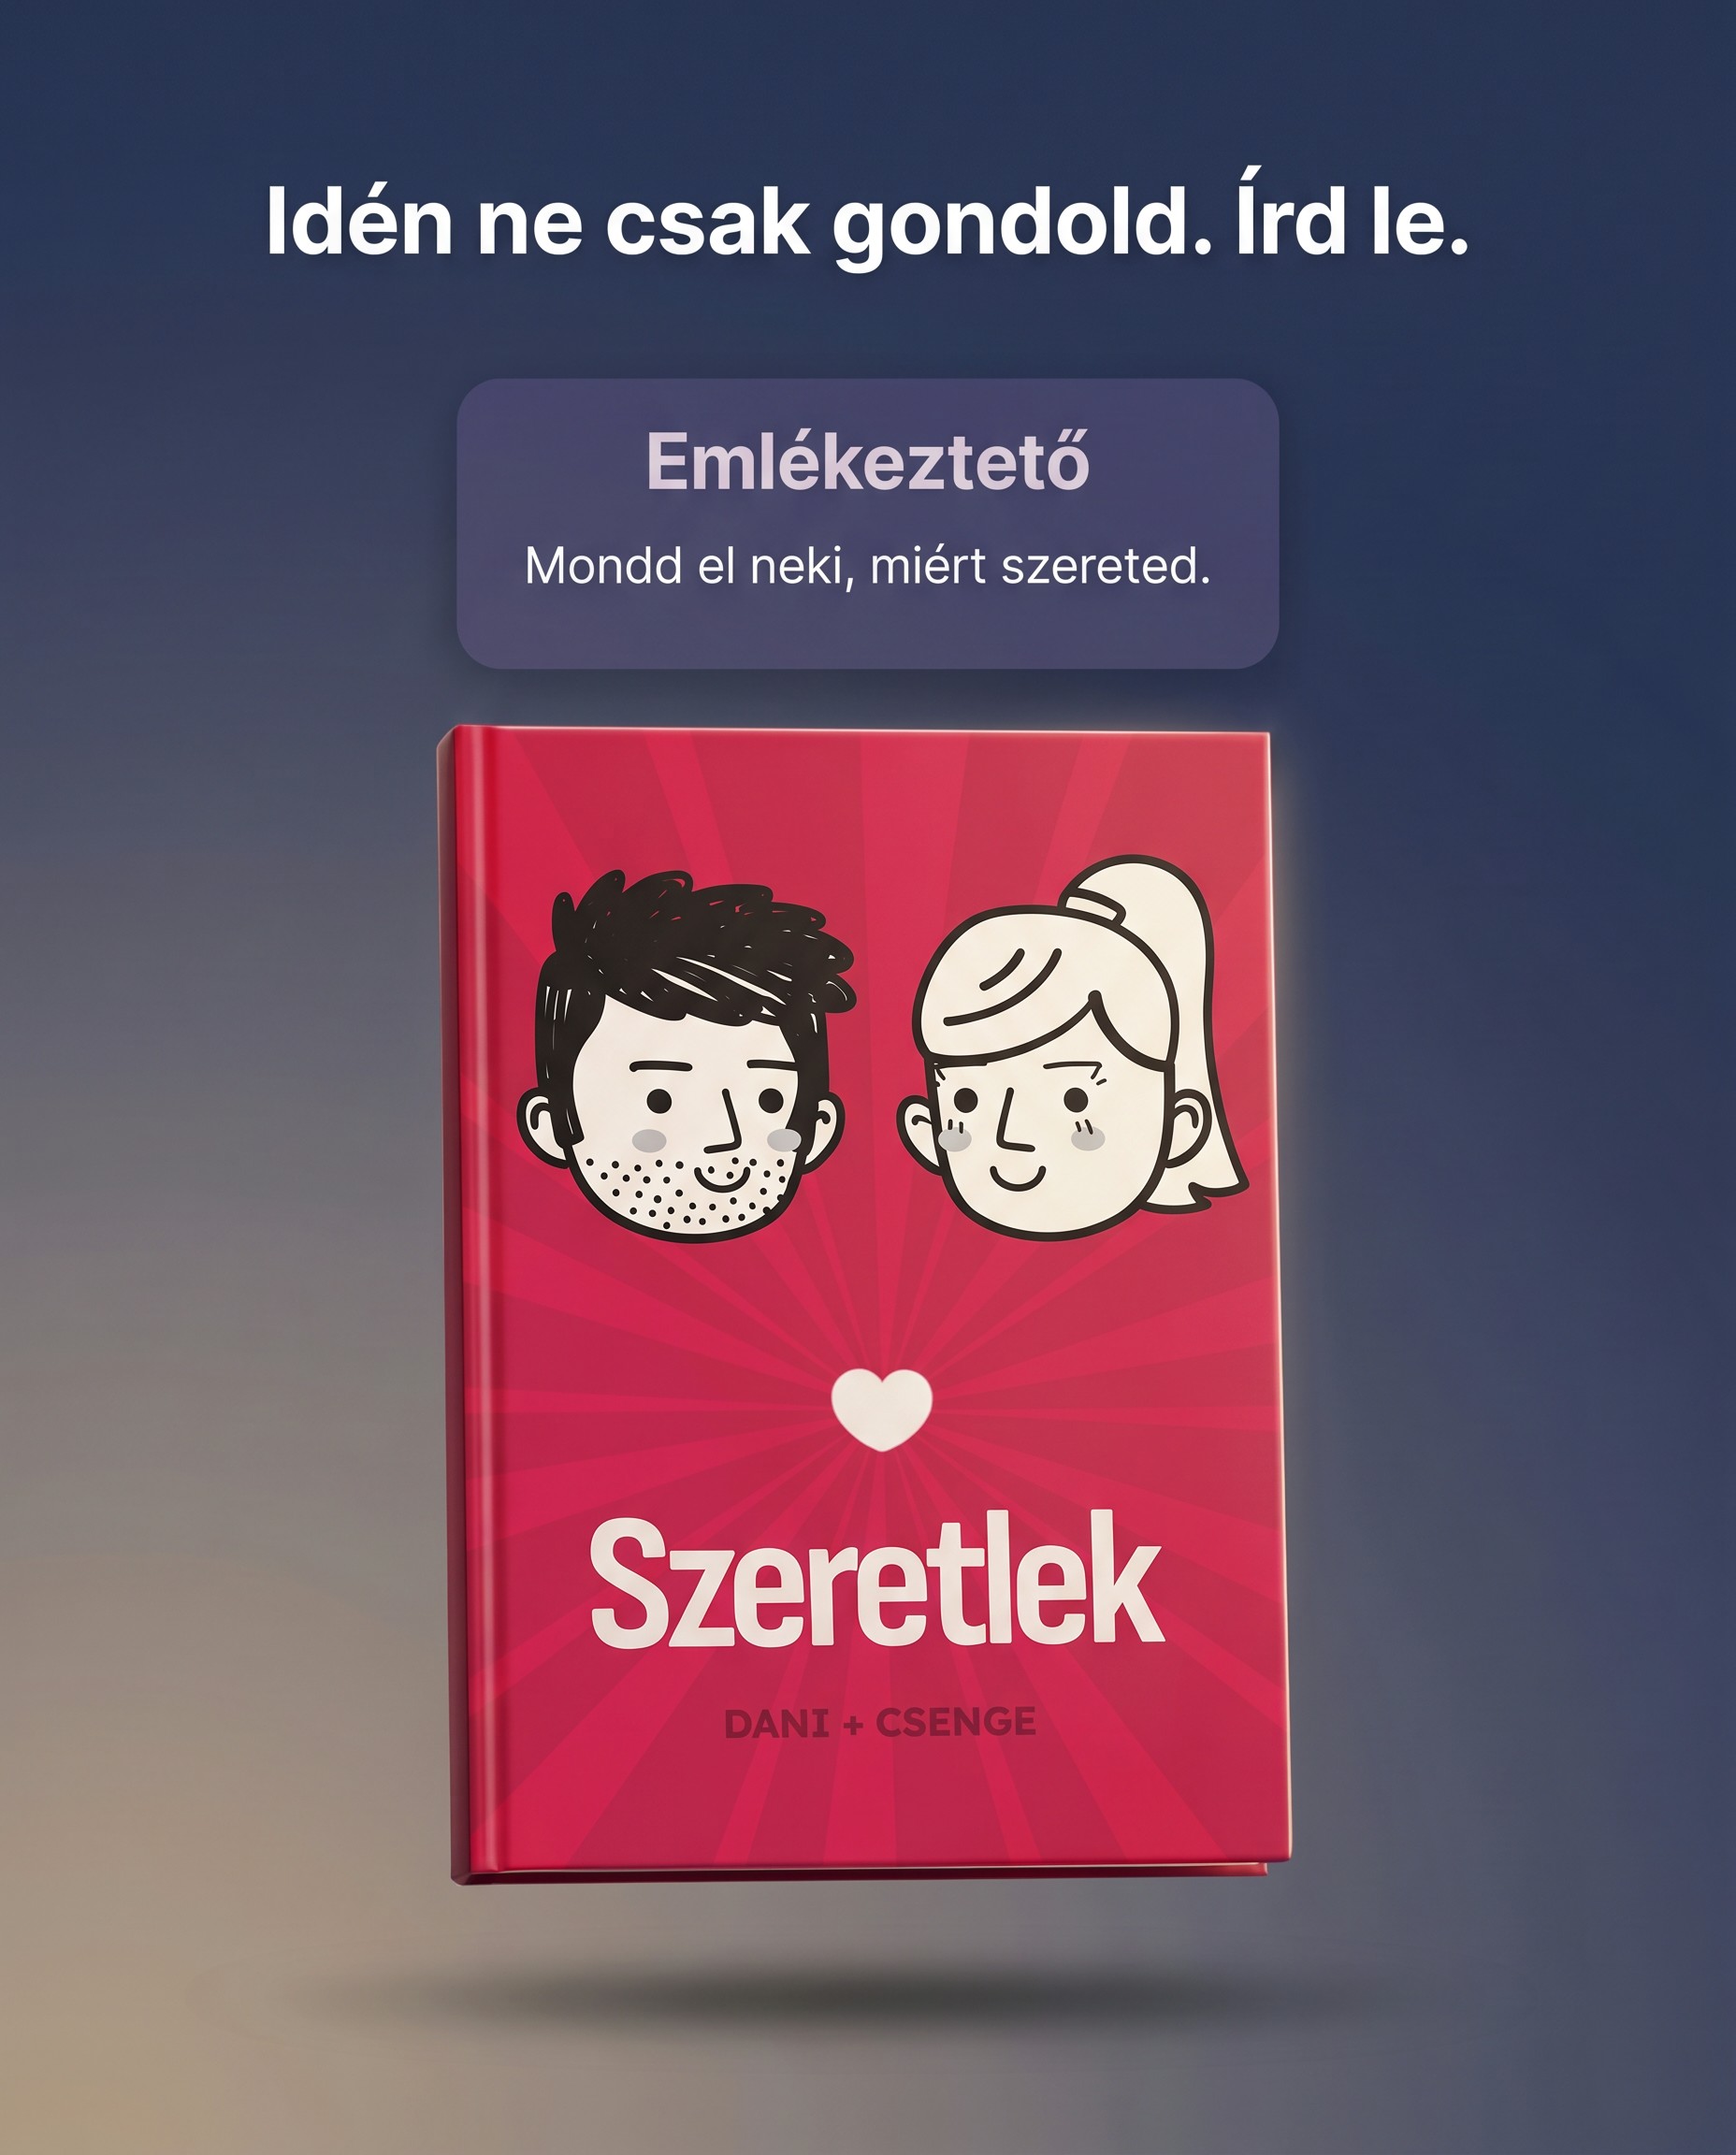 Idén ne csak gondold. Írd le.
Emlékeztető
Mondd el neki, miért szereted.
Szeretlek
DANI + CSENGE